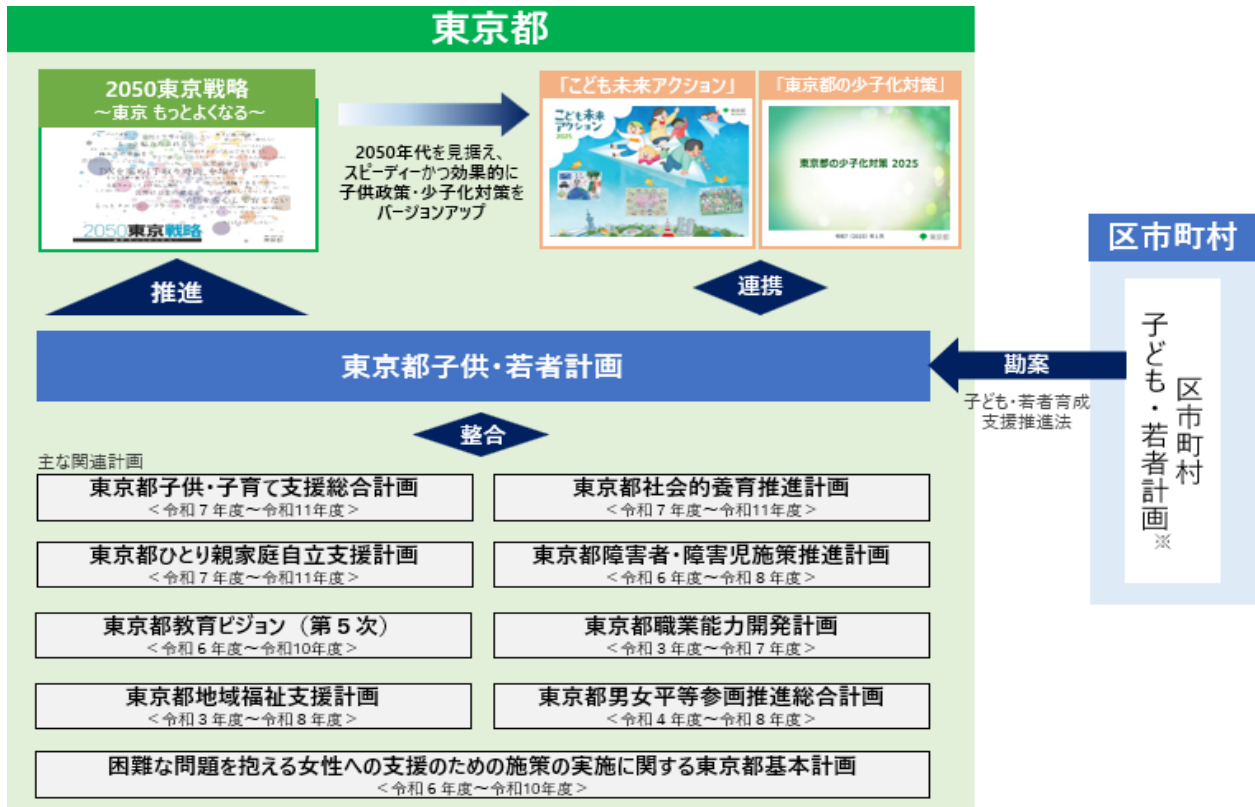 東京都
2050東京戦略
～東京 もっとよくなる～
2050東京戦略
2050年代を見据え、
スピーディーかつ効果的に
子供政策・少子化対策を
バージョンアップ
「こども未来アクション」
こども未来
アクション
2025
東京都
「東京都の少子化対策」
東京都の少子化対策 2025
東京都
推進
連携
東京都子供・若者計画
勘案
子ども・若者育成
支援推進法
区市町村
区市町村
子ども・若者計画※
整合
主な関連計画
東京都子供・子育て支援総合計画
＜令和７年度～令和11年度＞
東京都社会的養育推進計画
＜令和７年度～令和11年度＞
東京都ひとり親家庭自立支援計画
＜令和７年度～令和11年度＞
東京都障害者・障害児施策推進計画
＜令和６年度～令和８年度＞
東京都教育ビジョン（第５次）
＜令和６年度～令和10年度＞
東京都職業能力開発計画
＜令和３年度～令和７年度＞
東京都地域福祉支援計画
＜令和３年度～令和８年度＞
東京都男女平等参画推進総合計画
＜令和４年度～令和８年度＞
困難な問題を抱える女性への支援のための施策の実施に関する東京都基本計画
＜令和６年度～令和10年度＞